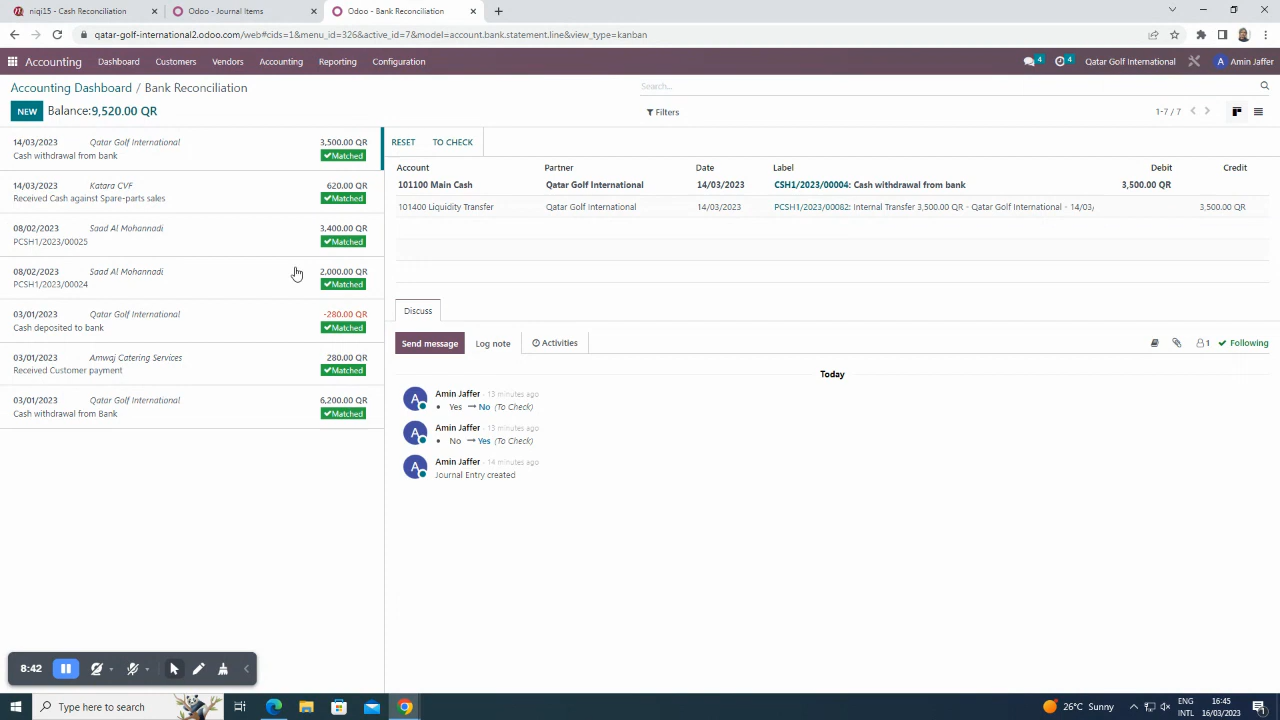 niqi15 - Cash Reconciliation
Odoo - Journal Items
Odoo - Bank Reconciliation
qatar-golf-international2.odoo.com/web#cids=1&menu_id=326&active_id=7&model=account.bank.statement.line&view_type=kanban
Accounting Dashboard Customers Vendors Accounting Reporting Configuration
4 4 Qatar Golf International A Amin Jaffer
Accounting Dashboard / Bank Reconciliation
Search...
NEW Balance:9,520.00 QR
Filters
1-7 / 7
14/03/2023 Qatar Golf International 3,500.00 QR
Cash withdrawal from bank Matched
14/03/2023 Katara CVF 620.00 QR
Received Cash against Spare-parts sales Matched
08/02/2023 Saad Al Mohannadi 3,400.00 QR
PCSH1/2023/00025 Matched
08/02/2023 Saad Al Mohannadi 2,000.00 QR
PCSH1/2023/00024 Matched
03/01/2023 Qatar Golf International -280.00 QR
Cash deposited to bank Matched
03/01/2023 Amwaj Catering Services 280.00 QR
Received Customer payment Matched
03/01/2023 Qatar Golf International 6,200.00 QR
Cash withdrawal from Bank Matched
RESET TO CHECK
Account Partner Date Label Debit Credit
101100 Main Cash Qatar Golf International 14/03/2023 CSH1/2023/00004: Cash withdrawal from bank 3,500.00 QR
101400 Liquidity Transfer Qatar Golf International PCSH1/2023/00082: Internal Transfer 3,500.00 QR - Qatar Golf International - 14/03/ 3,500.00 QR
Discuss
Send message Log note Activities 1 Following
Today
A Amin Jaffer - 13 minutes ago
Yes → No (To Check)
A Amin Jaffer - 13 minutes ago
No → Yes (To Check)
A Amin Jaffer - 14 minutes ago
Journal Entry created
8:42
Type here to search
26°C Sunny
ENG
INTL
16:45
16/03/2023
1